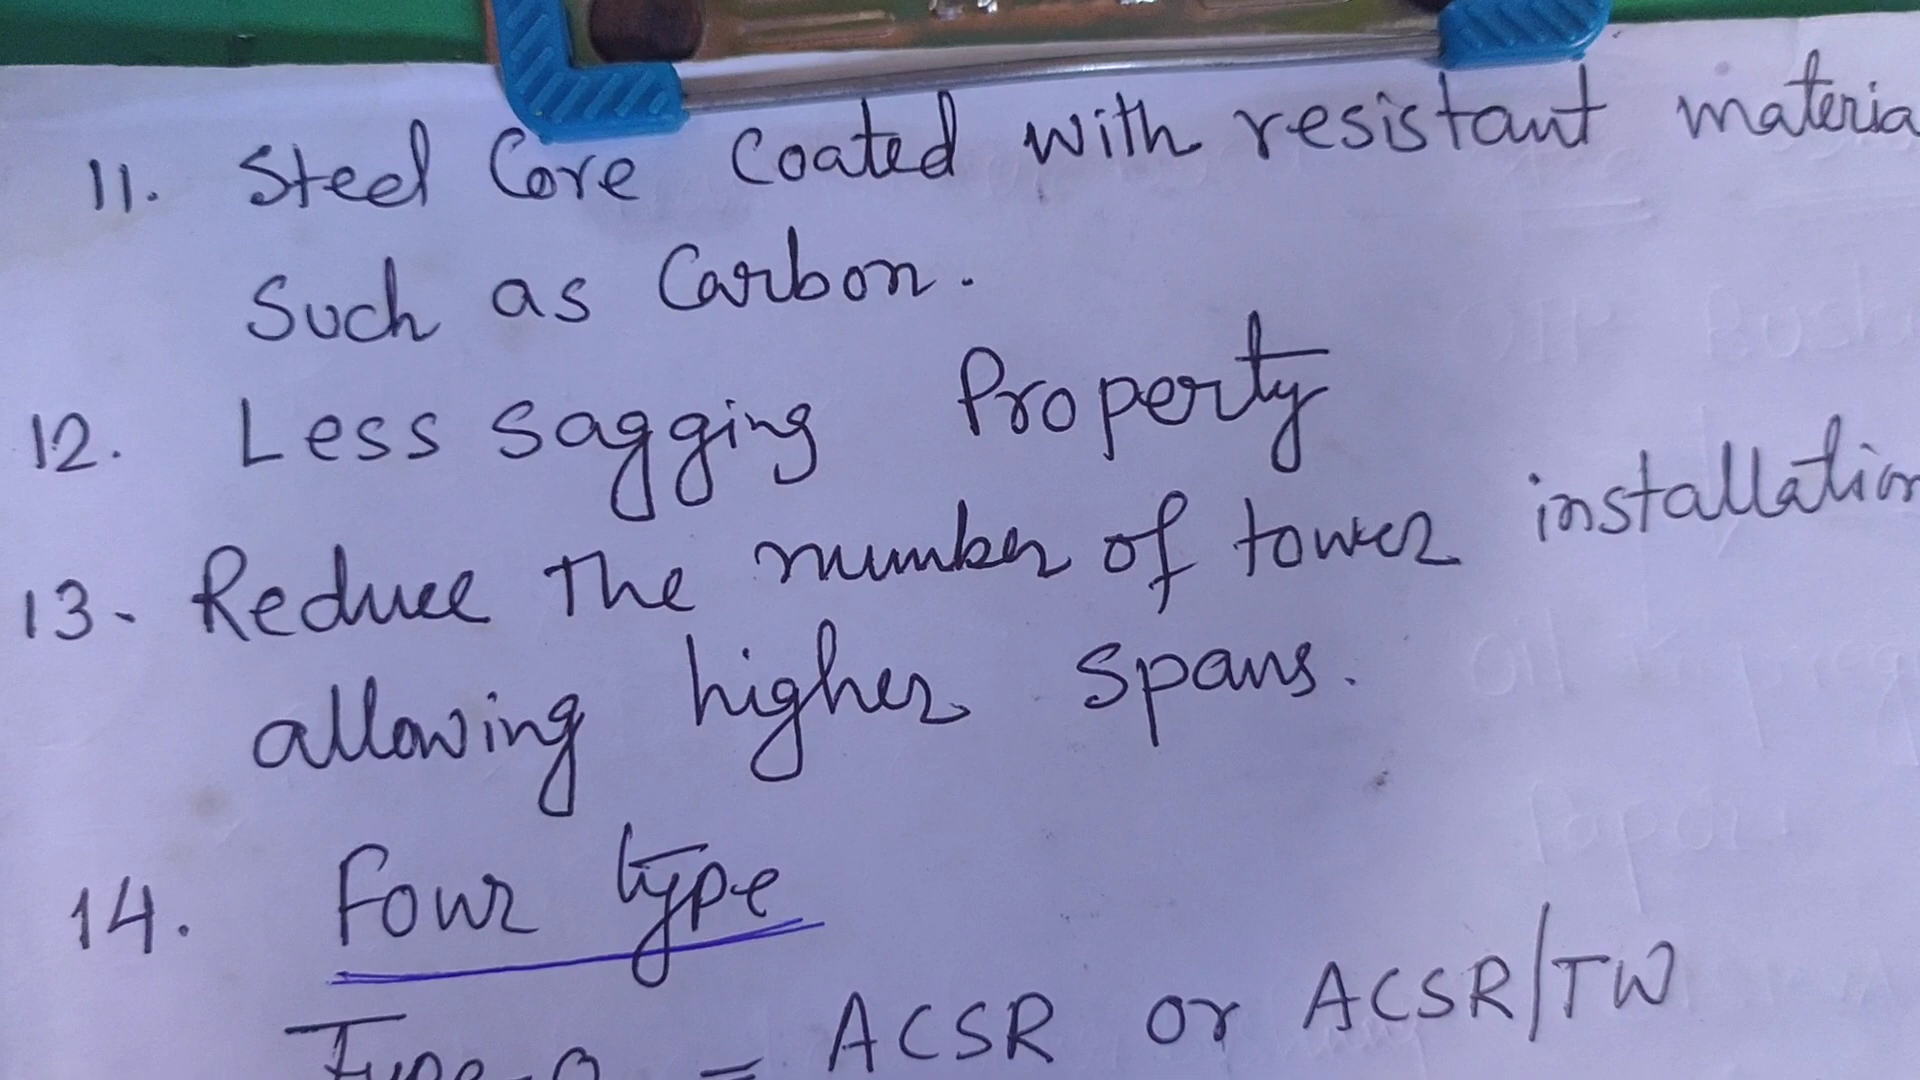 11. Steel Core Coated with resistant materia
Such as Carbon.
12. Less sagging Property
13. Reduce The number of tower installation
allowing higher spans.
14. Four type
= ACSR or ACSR/TW